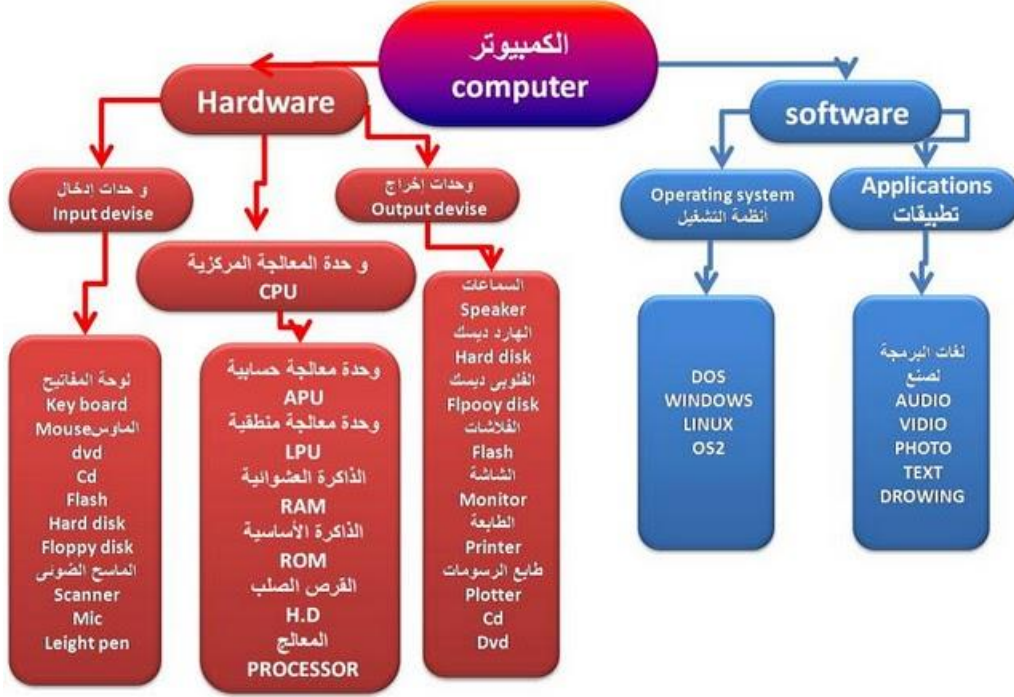 الكمبيوتر
computer
Hardware
software
و حدات إدخال
Input devise
وحدات إخراج
Output devise
Operating system
أنظمة التشغيل
Applications
تطبيقات
و حدة المعالجة المركزية
CPU
لوحة المفاتيح
Key board
الماوسMouse
dvd
Cd
Flash
Hard disk
Floppy disk
الماسح الضوئى
Scanner
Mic
Leight pen
وحدة معالجة حسابية
APU
وحدة معالجة منطقية
LPU
الذاكرة العشوائية
RAM
الذاكرة الأساسية
ROM
القرص الصلب
H.D
المعالج
PROCESSOR
السماعات
Speaker
الهارد ديسك
Hard disk
الفلوبى ديسك
Flpooy disk
الفلاشات
Flash
الشاشة
Monitor
الطابعة
Printer
طابع الرسومات
Plotter
Cd
Dvd
DOS
WINDOWS
LINUX
OS2
لغات البرمجة
لصنع
AUDIO
VIDIO
PHOTO
TEXT
DROWING